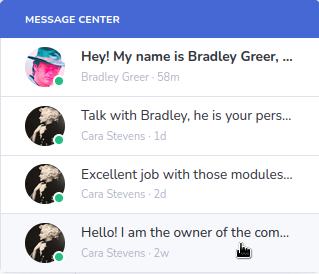 MESSAGE CENTER
Hey! My name is Bradley Greer, ...
Bradley Greer · 58m
Talk with Bradley, he is your pers...
Cara Stevens · 1d
Excellent job with those modules...
Cara Stevens · 2d
Hello! I am the owner of the com...
Cara Stevens · 2w